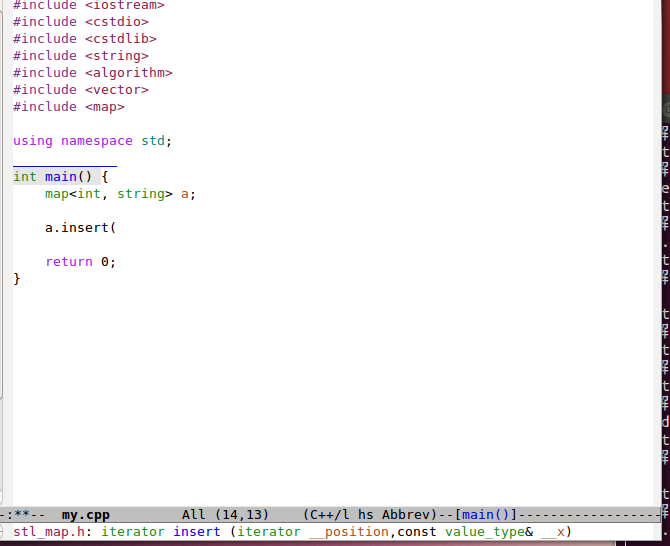 #include <iostream>
#include <cstdio>
#include <cstdlib>
#include <string>
#include <algorithm>
#include <vector>
#include <map>
using namespace std;
int main() {
map<int, string> a;
a.insert(
return 0;
}
-:**-- my.cpp All (14,13) (C++/l hs Abbrev)--[main()]------------------
stl_map.h: iterator insert (iterator __position,const value_type& __x)